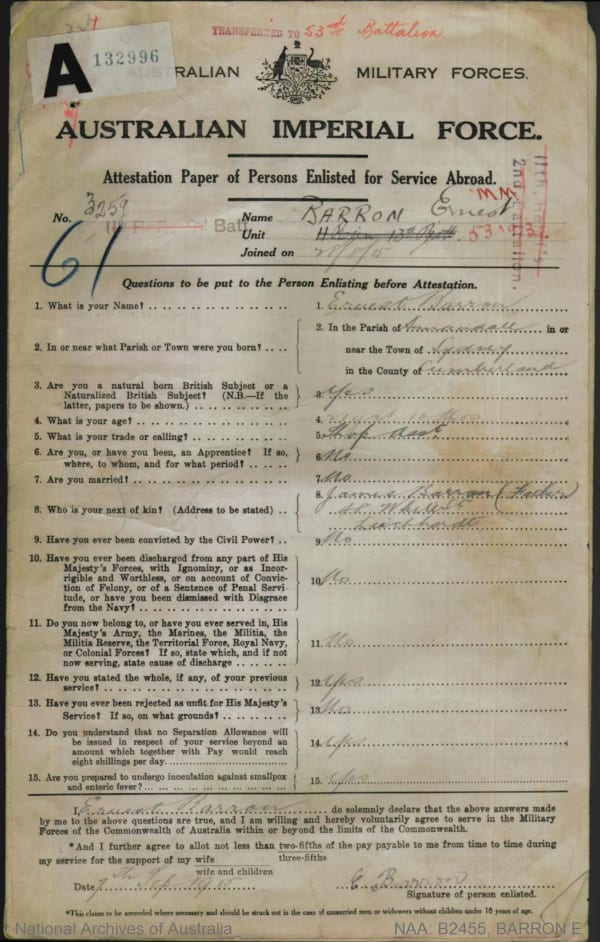 TRANSFERRED TO 53rd Battalion
A 132996
AUSTRALIAN MILITARY FORCES.
AUSTRALIAN IMPERIAL FORCE.
Attestation Paper of Persons Enlisted for Service Abroad.
No. 3259
Name BARRON Ernest MM
Unit 13th Batt. 53rd
Joined on
61
2nd Battalion.
Questions to be put to the Person Enlisting before Attestation.
1. What is your Name? 1. Ernest Barron
2. In or near what Parish or Town were you born? 2. In the Parish of Annandale in or
near the Town of Sydney
in the County of Cumberland
3. Are you a natural born British Subject or a
Naturalized British Subject? (N.B.—If the
latter, papers to be shown.) 3. Yes
4. What is your age? 4.
5. What is your trade or calling? 5. Shop Asst
6. Are you, or have you been, an Apprentice? If so,
where, to whom, and for what period? 6. No
7. Are you married? 7. No
8. Who is your next of kin? (Address to be stated) 8. James Barron (Father)
Leichhardt
9. Have you ever been convicted by the Civil Power? 9. No
10. Have you ever been discharged from any part of His
Majesty's Forces, with Ignominy, or as Incor-
rigible and Worthless, or on account of Convic-
tion of Felony, or of a Sentence of Penal Servi-
tude, or have you been dismissed with Disgrace
from the Navy? 10. No
11. Do you now belong to, or have you ever served in, His
Majesty's Army, the Marines, the Militia, the
Militia Reserve, the Territorial Force, Royal Navy,
or Colonial Forces? If so, state which, and if not
now serving, state cause of discharge 11. No
12. Have you stated the whole, if any, of your previous
service? 12. Yes
13. Have you ever been rejected as unfit for His Majesty's
Service? If so, on what grounds? 13. No
14. Do you understand that no Separation Allowance will
be issued in respect of your service beyond an
amount which together with Pay would reach
eight shillings per day. 14. Yes
15. Are you prepared to undergo inoculation against smallpox
and enteric fever? 15. Yes
I, Ernest Barron do solemnly declare that the above answers made
by me to the above questions are true, and I am willing and hereby voluntarily agree to serve in the Military
Forces of the Commonwealth of Australia within or beyond the limits of the Commonwealth.
*And I further agree to allot not less than two-fifths of the pay payable to me from time to time during
three-fifths
my service for the support of my wife
wife and children
Date 7th Sep 1915 E. Barron
Signature of person enlisted.
*This clause to be amended where necessary and should be struck out in the case of unmarried men or widowers without children under 18 years of age.
National Archives of Australia NAA: B2455, BARRON E